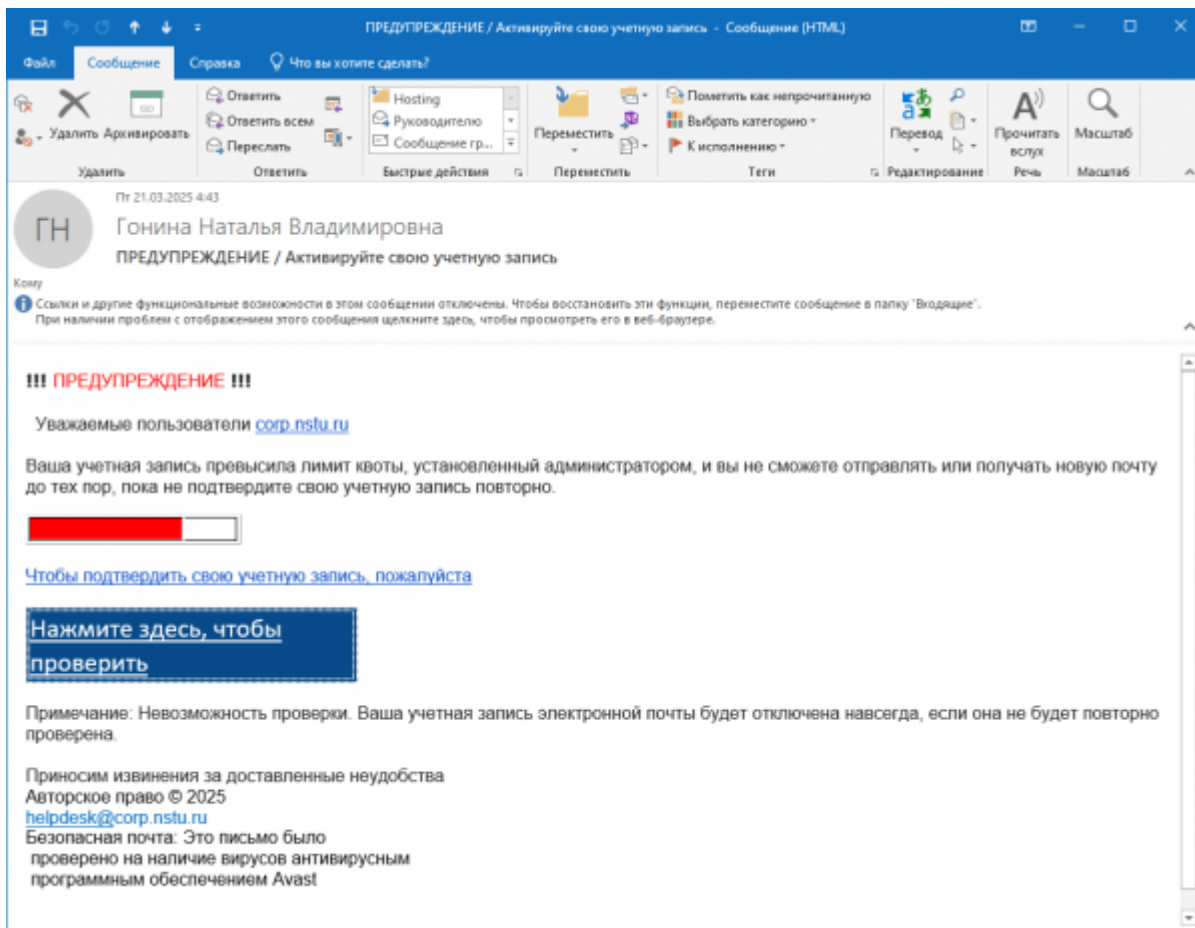 ПРЕДУПРЕЖДЕНИЕ / Активируйте свою учетную запись - Сообщение (HTML)
Файл Сообщение Справка Что вы хотите сделать?
Удалить Архивировать
Ответить
Ответить всем
Переслать
Hosting
Руководителю
Сообщение гр...
Переместить
Пометить как непрочитанную
Выбрать категорию
К исполнению
Перевод
Прочитать вслух
Масштаб
Удалить Ответить Быстрые действия Переместить Теги Редактирование Речь Масштаб
Пт 21.03.2025 4:43
ГН
Гонина Наталья Владимировна
ПРЕДУПРЕЖДЕНИЕ / Активируйте свою учетную запись
Кому
Ссылки и другие функциональные возможности в этом сообщении отключены. Чтобы восстановить эти функции, переместите сообщение в папку "Входящие".
При наличии проблем с отображением этого сообщения щелкните здесь, чтобы просмотреть его в веб-браузере.
!!! ПРЕДУПРЕЖДЕНИЕ !!!
Уважаемые пользователи corp.nstu.ru
Ваша учетная запись превысила лимит квоты, установленный администратором, и вы не сможете отправлять или получать новую почту
до тех пор, пока не подтвердите свою учетную запись повторно.
Чтобы подтвердить свою учетную запись, пожалуйста
Нажмите здесь, чтобы
проверить
Примечание: Невозможность проверки. Ваша учетная запись электронной почты будет отключена навсегда, если она не будет повторно
проверена.
Приносим извинения за доставленные неудобства
Авторское право © 2025
helpdesk@corp.nstu.ru
Безопасная почта: Это письмо было
проверено на наличие вирусов антивирусным
программным обеспечением Avast